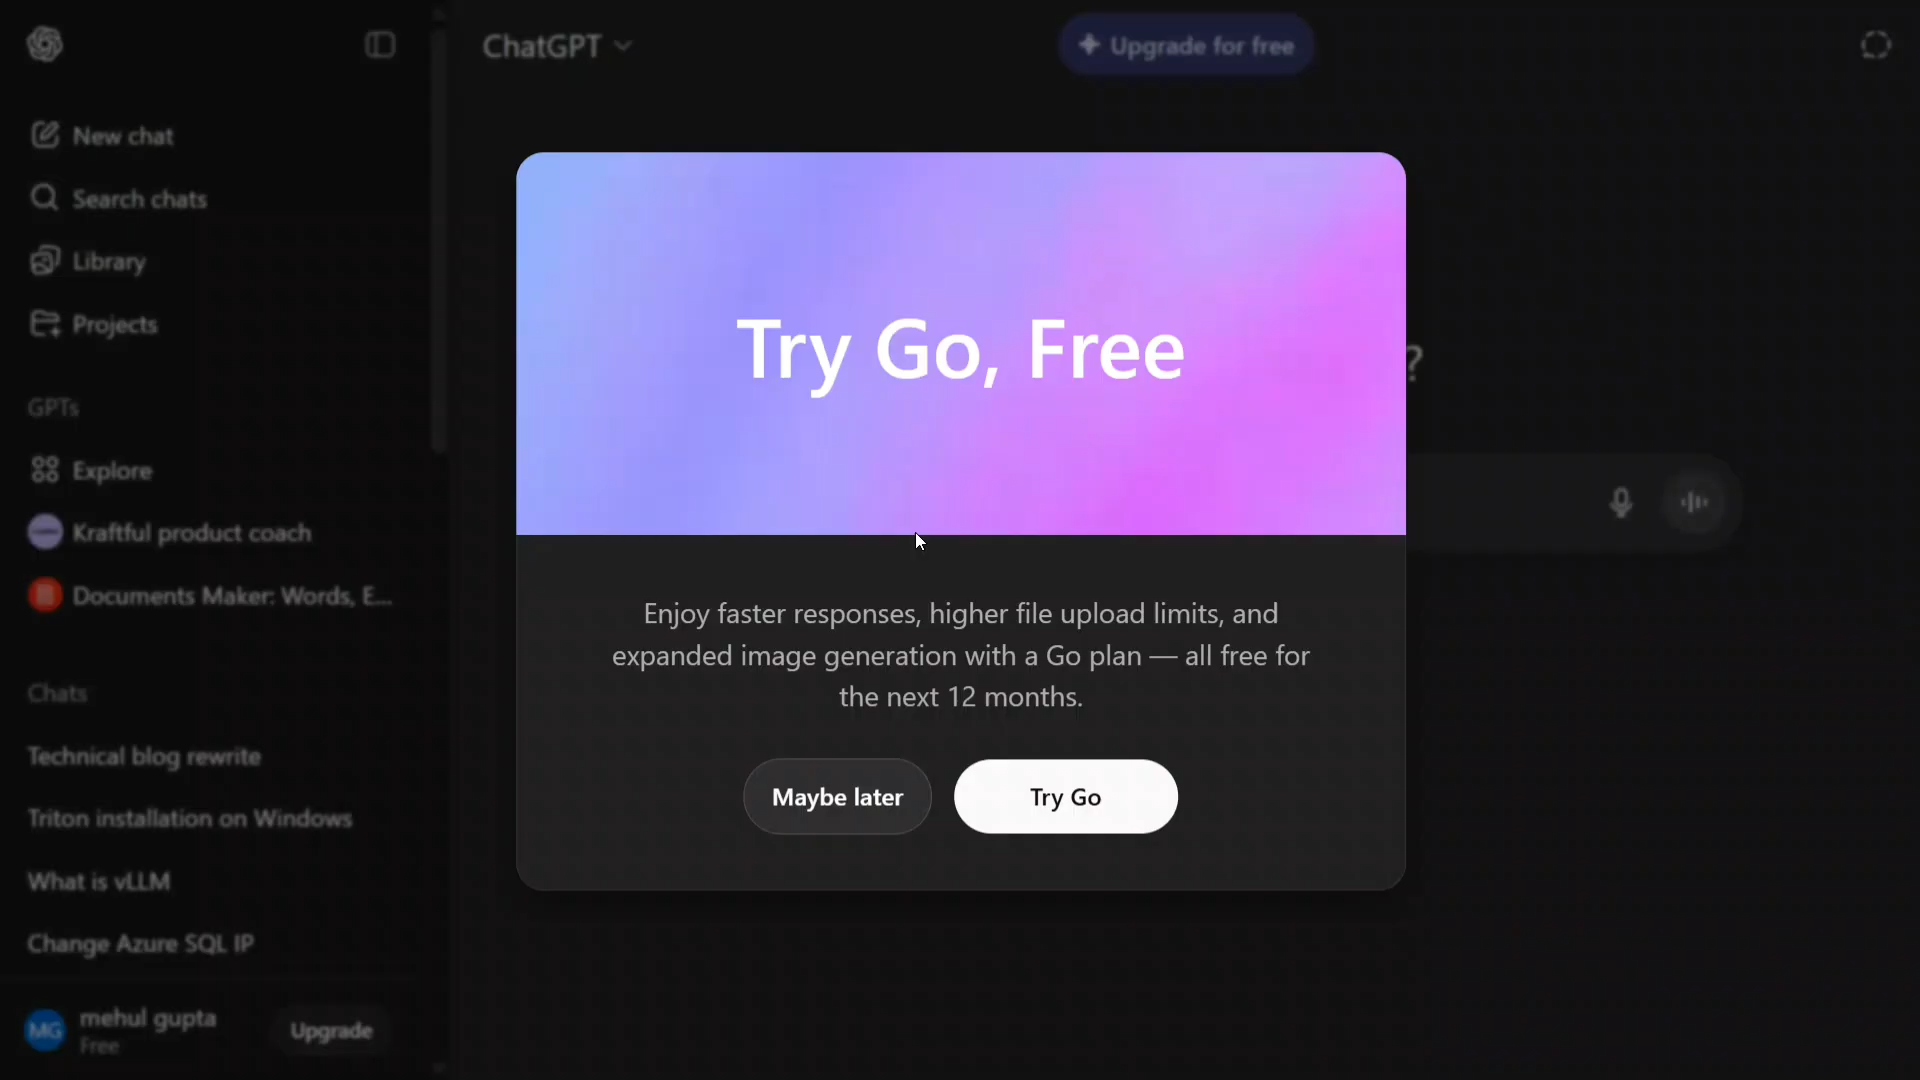 ChatGPT
Upgrade for free
New chat
Search chats
Library
Projects
GPTs
Explore
Kraftful product coach
Documents Maker: Words, E...
Chats
Technical blog rewrite
Triton installation on Windows
What is vLLM
Change Azure SQL IP
MG
mehul gupta
Free
Upgrade
Try Go, Free
?
Enjoy faster responses, higher file upload limits, and
expanded image generation with a Go plan — all free for
the next 12 months.
Maybe later
Try Go